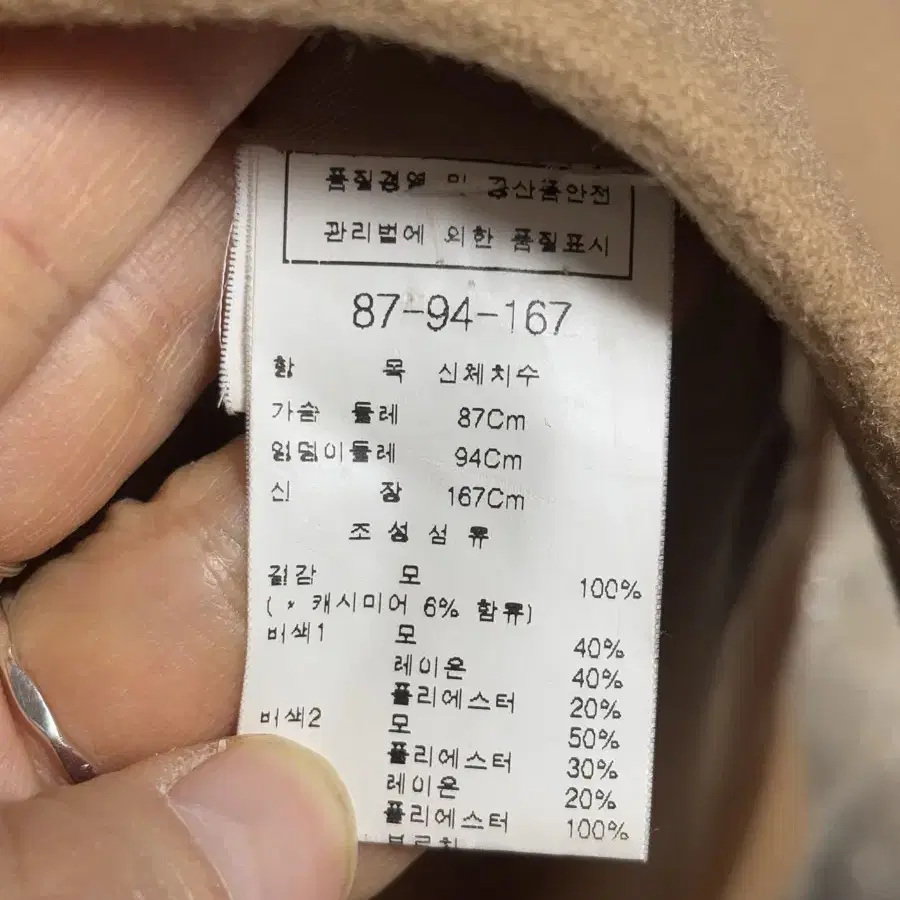 품질경영 및 공산품안전
관리법에 의한 품질표시
87-94-167
항 목 신체치수
가슴 둘레 87Cm
엉덩이둘레 94Cm
신 장 167Cm
조 성 섬 유
겉감 모 100%
( * 캐시미어 6% 함유)
배색1 모 40%
레이온 40%
폴리에스터 20%
배색2 모 50%
폴리에스터 30%
레이온 20%
폴리에스터 100%